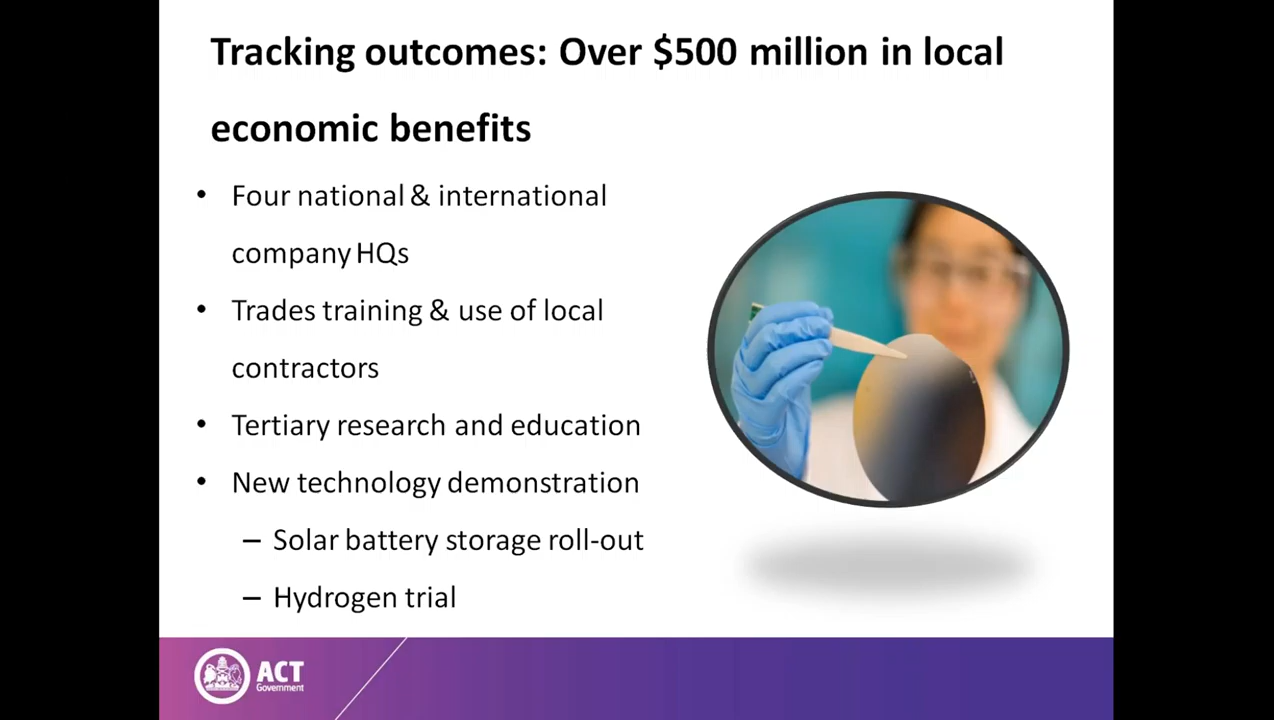 Tracking outcomes: Over $500 million in local
economic benefits
• Four national & international
company HQs
• Trades training & use of local
contractors
• Tertiary research and education
• New technology demonstration
– Solar battery storage roll-out
– Hydrogen trial
ACT
Government